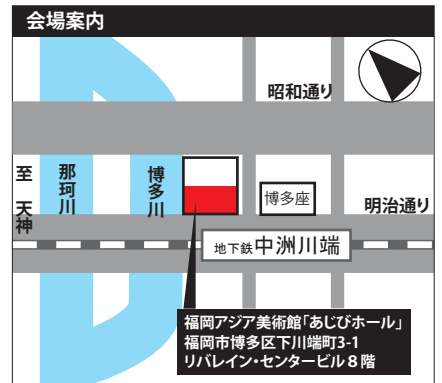 会場案内
昭和通り
至 天神
那珂川
博多川
博多座
明治通り
地下鉄中洲川端
福岡アジア美術館「あじびホール」
福岡市博多区下川端町3-1
リバレイン・センタービル8階